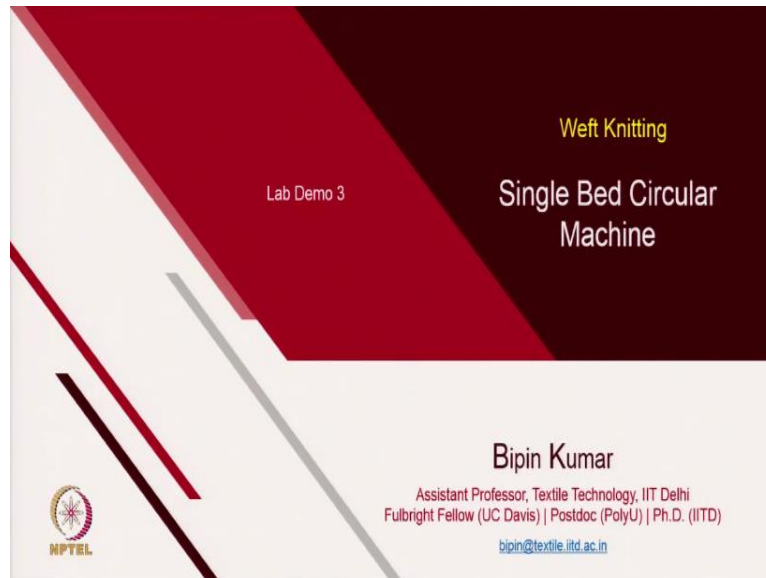 Weft Knitting
Lab Demo 3
Single Bed Circular
Machine
Bipin Kumar
Assistant Professor, Textile Technology, IIT Delhi
Fulbright Fellow (UC Davis) | Postdoc (PolyU) | Ph.D. (IITD)
bipin@textile.iitd.ac.in
NPTEL